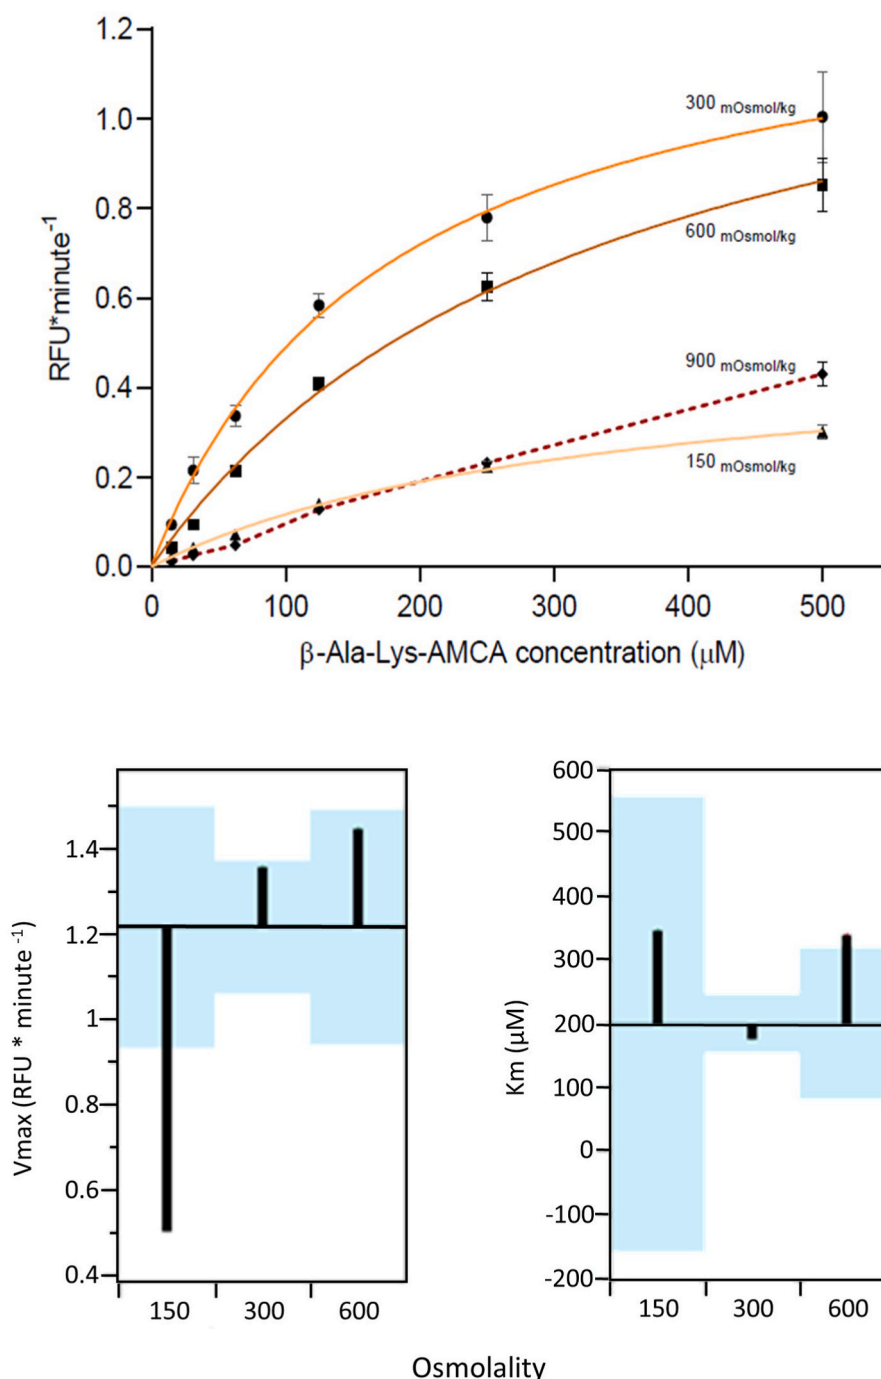 1.2
1.0
0.8
0.6
0.4
0.2
0.0
RFU*minute-1
300 mOsmol/kg
600 mOsmol/kg
900 mOsmol/kg
150 mOsmol/kg
0 100 200 300 400 500
β-Ala-Lys-AMCA concentration (μM)
1.4
1.2
1
0.8
0.6
0.4
Vmax (RFU * minute -1)
150 300 600
600
500
400
300
200
100
0
-100
-200
Km (μM)
150 300 600
Osmolality